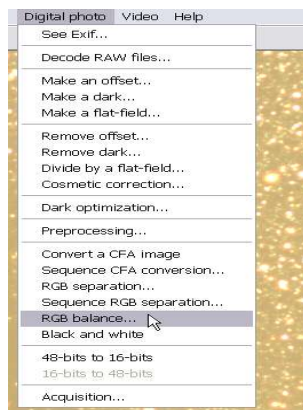 Digital photo Video Help
See Exif...
Decode RAW files...
Make an offset...
Make a dark...
Make a flat-field...
Remove offset...
Remove dark...
Divide by a flat-field...
Cosmetic correction...
Dark optimization...
Preprocessing...
Convert a CFA image
Sequence CFA conversion...
RGB separation...
Sequence RGB separation...
RGB balance...
Black and white
48-bits to 16-bits
16-bits to 48-bits
Acquisition...